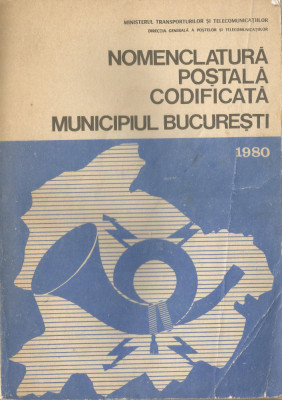 MINISTERUL TRANSPORTURILOR ȘI TELECOMUNICAȚIILOR
DIRECȚIA GENERALĂ A POȘTELOR ȘI TELECOMUNICAȚIILOR
NOMENCLATURĂ
POȘTALĂ
CODIFICATĂ
MUNICIPIUL BUCUREȘTI
1980